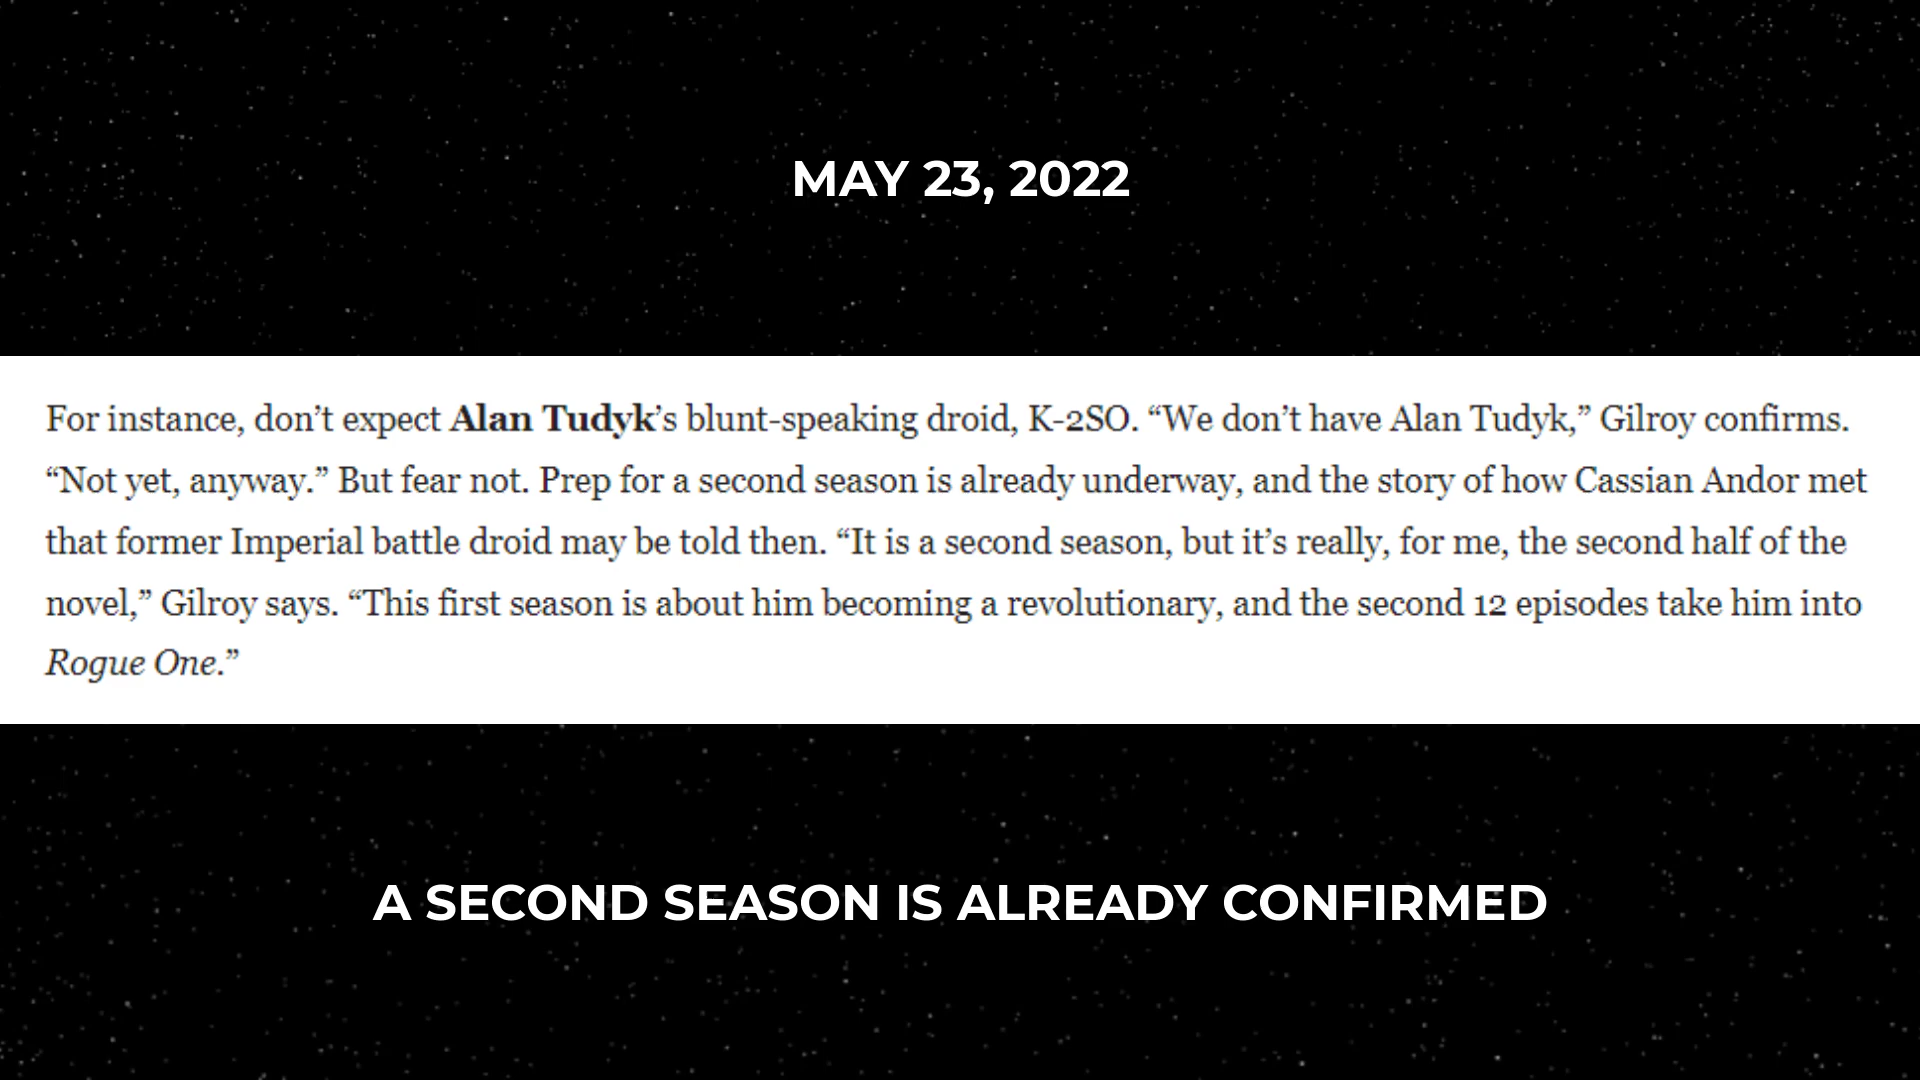 MAY 23, 2022
For instance, don’t expect Alan Tudyk’s blunt-speaking droid, K-2SO. “We don’t have Alan Tudyk,” Gilroy confirms.
“Not yet, anyway.” But fear not. Prep for a second season is already underway, and the story of how Cassian Andor met
that former Imperial battle droid may be told then. “It is a second season, but it’s really, for me, the second half of the
novel,” Gilroy says. “This first season is about him becoming a revolutionary, and the second 12 episodes take him into
Rogue One.”
A SECOND SEASON IS ALREADY CONFIRMED